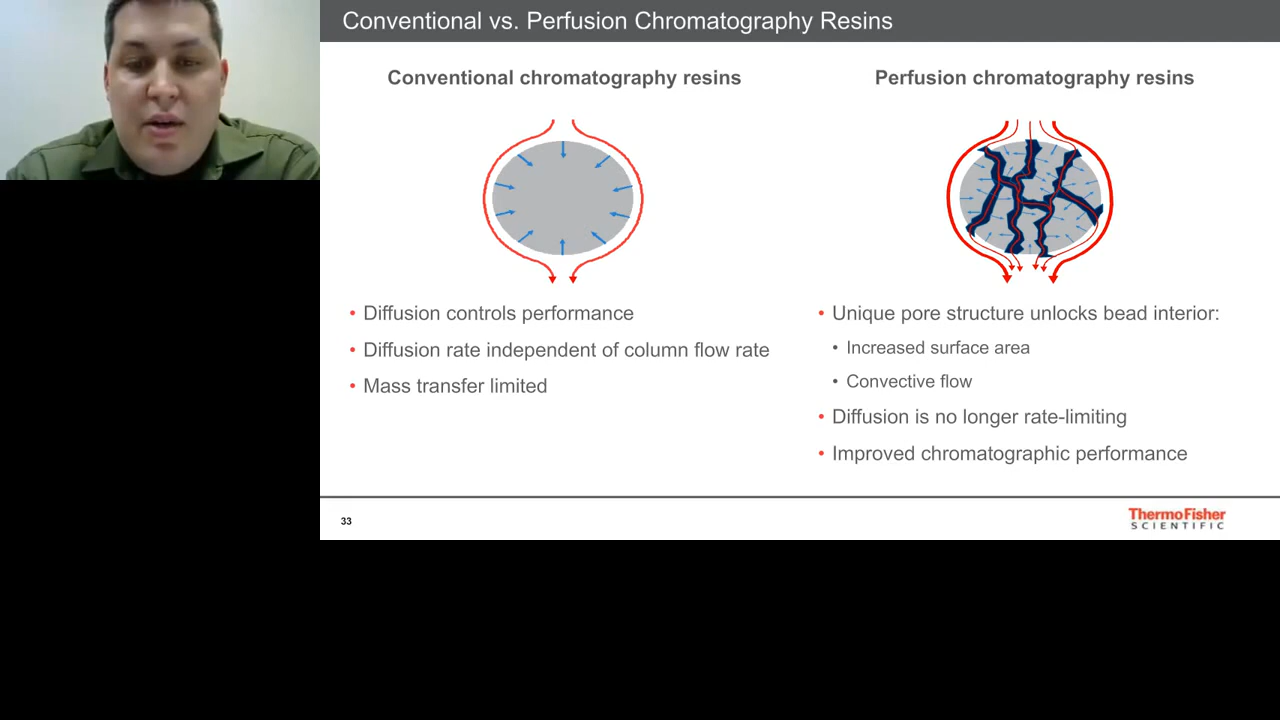 Conventional vs. Perfusion Chromatography Resins
Conventional chromatography resins
• Diffusion controls performance
• Diffusion rate independent of column flow rate
• Mass transfer limited
Perfusion chromatography resins
• Unique pore structure unlocks bead interior:
• Increased surface area
• Convective flow
• Diffusion is no longer rate-limiting
• Improved chromatographic performance
33
ThermoFisher
SCIENTIFIC